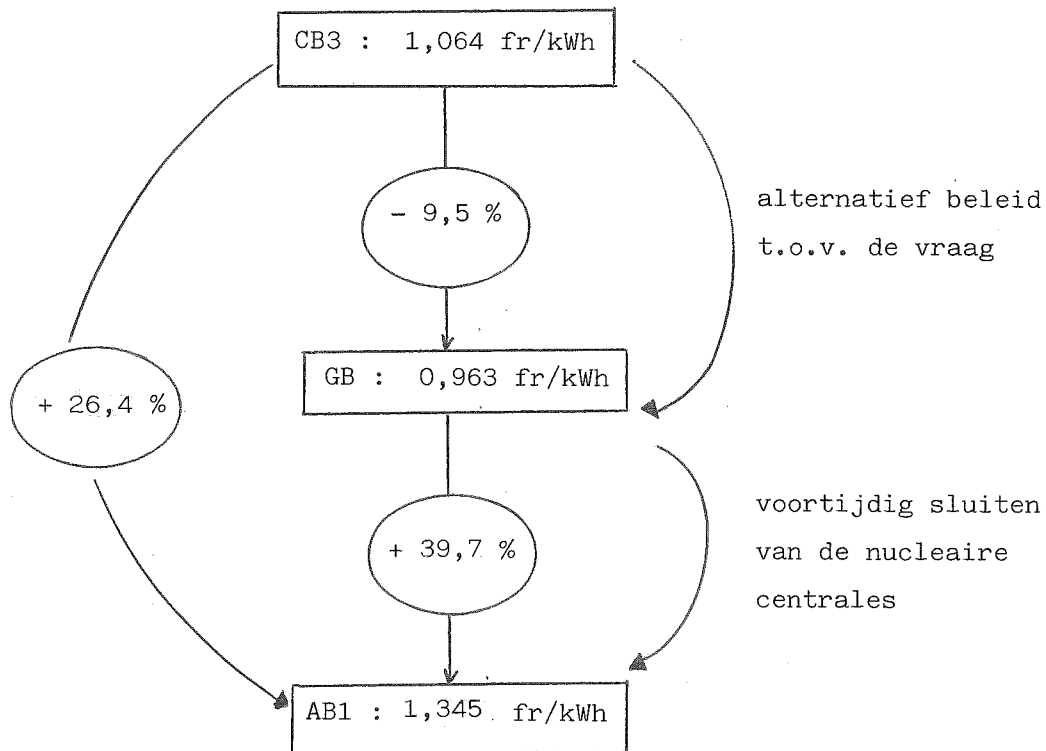 CB3 : 1,064 fr/kWh
- 9,5 %
alternatief beleid
t.o.v. de vraag
GB : 0,963 fr/kWh
+ 26,4 %
+ 39,7 %
voortijdig sluiten
van de nucleaire
centrales
AB1 : 1,345 fr/kWh